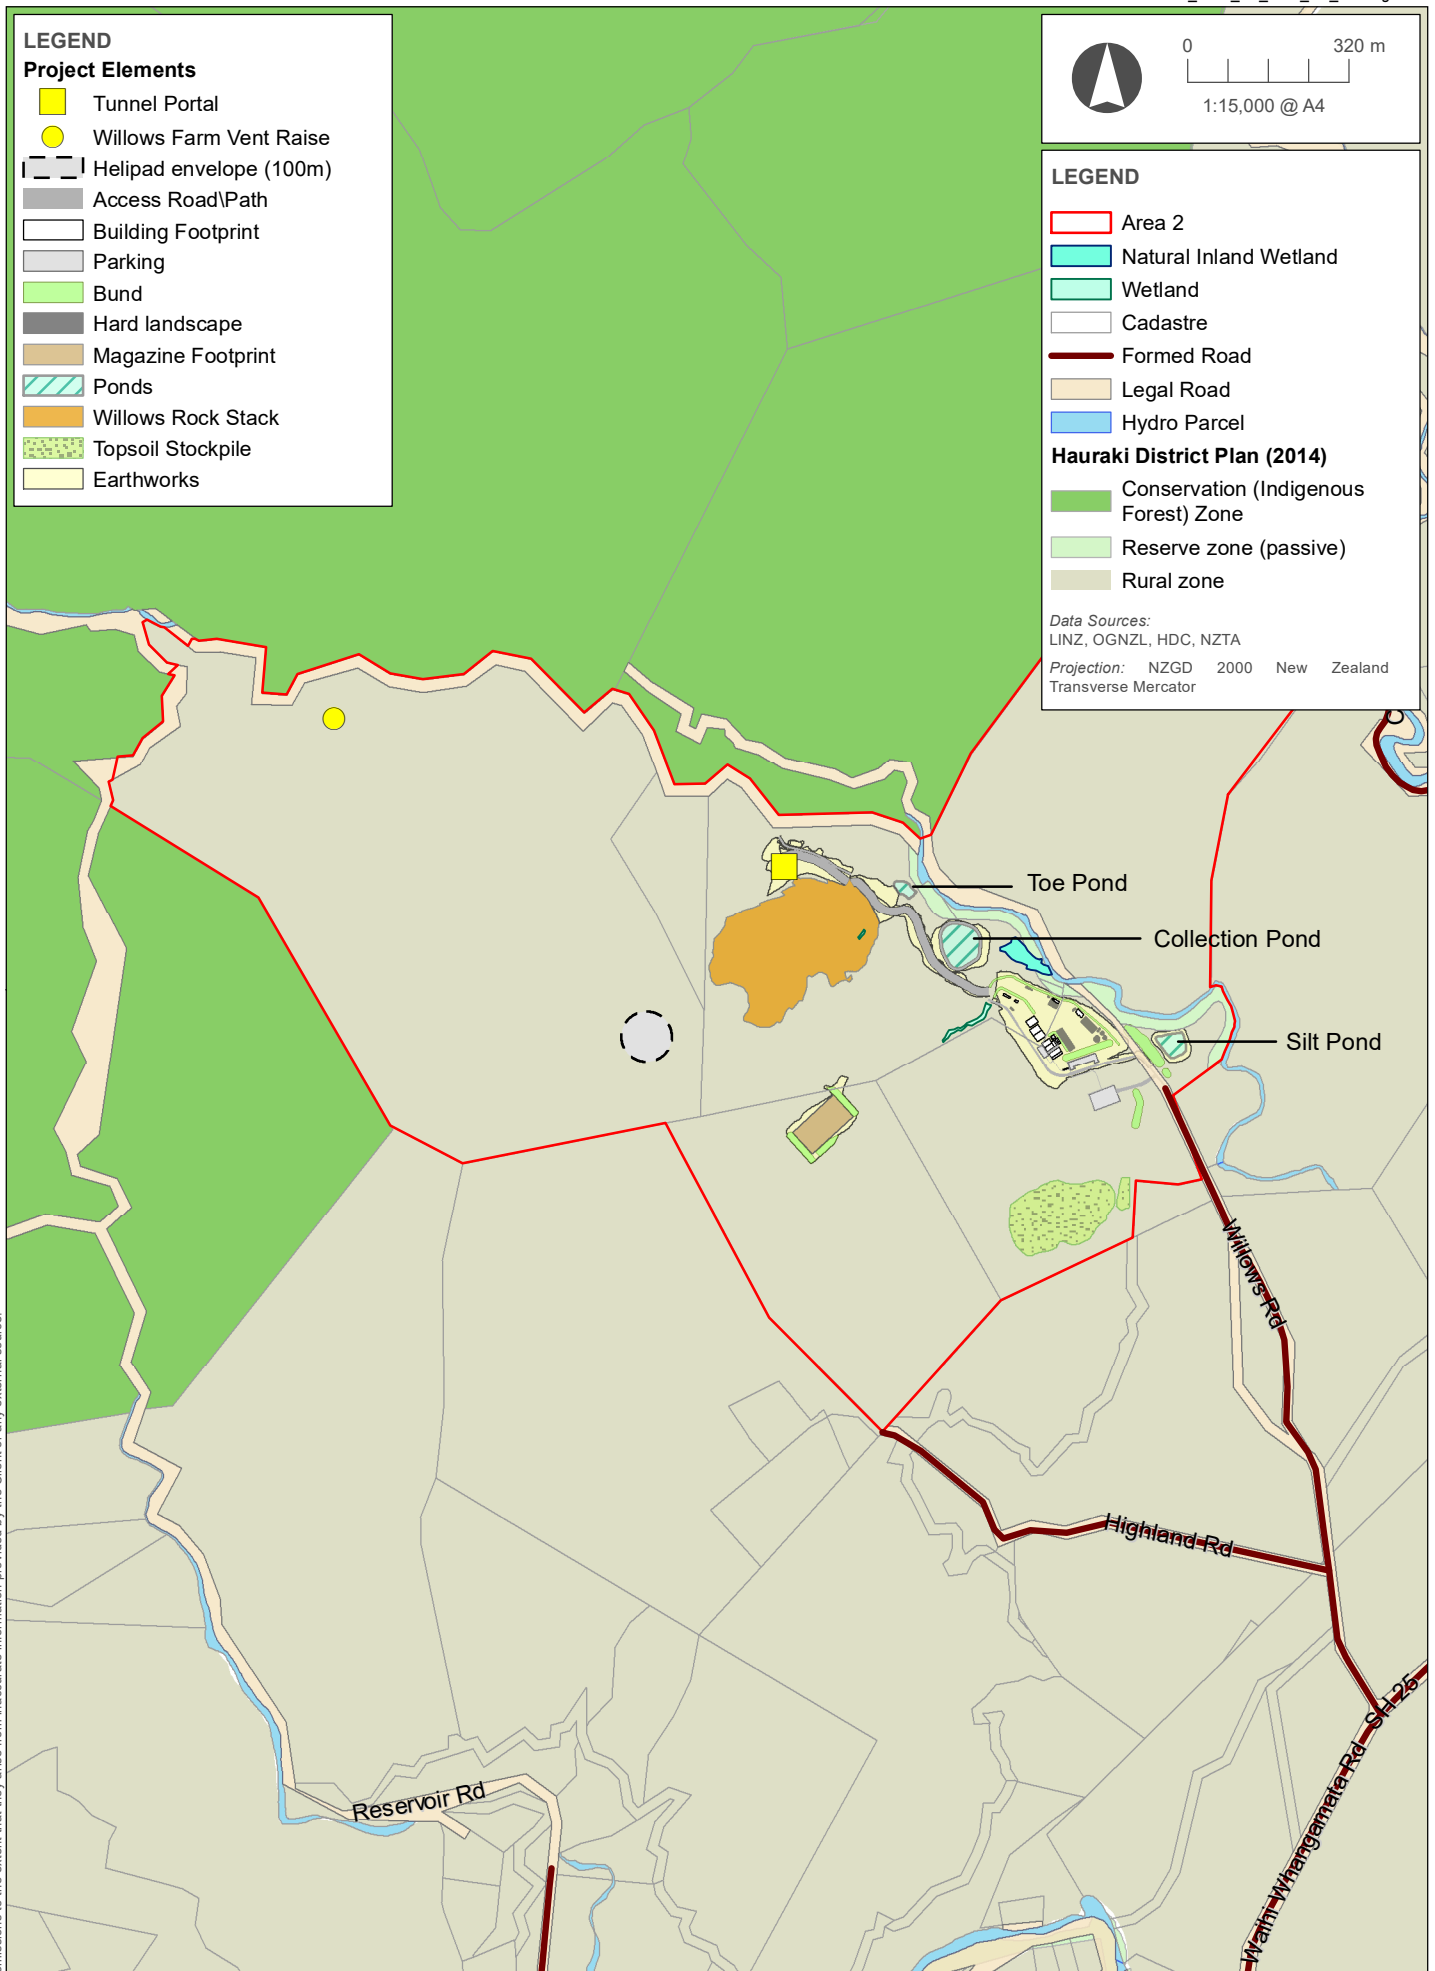 LEGEND
Project Elements
Tunnel Portal
Willows Farm Vent Raise
Helipad envelope (100m)
Access Road\Path
Building Footprint
Parking
Bund
Hard landscape
Magazine Footprint
Ponds
Willows Rock Stack
Topsoil Stockpile
Earthworks
0 320 m
1:15,000 @ A4
LEGEND
Area 2
Natural Inland Wetland
Wetland
Cadastre
Formed Road
Legal Road
Hydro Parcel
Hauraki District Plan (2014)
Conservation (Indigenous
Forest) Zone
Reserve zone (passive)
Rural zone
Data Sources:
LINZ, OGNZL, HDC, NZTA
Projection: NZGD 2000 New Zealand
Transverse Mercator
Toe Pond
Collection Pond
Silt Pond
Willows Rd
Highland Rd
SH 25
Waihi Whangamata Rd
Reservoir Rd